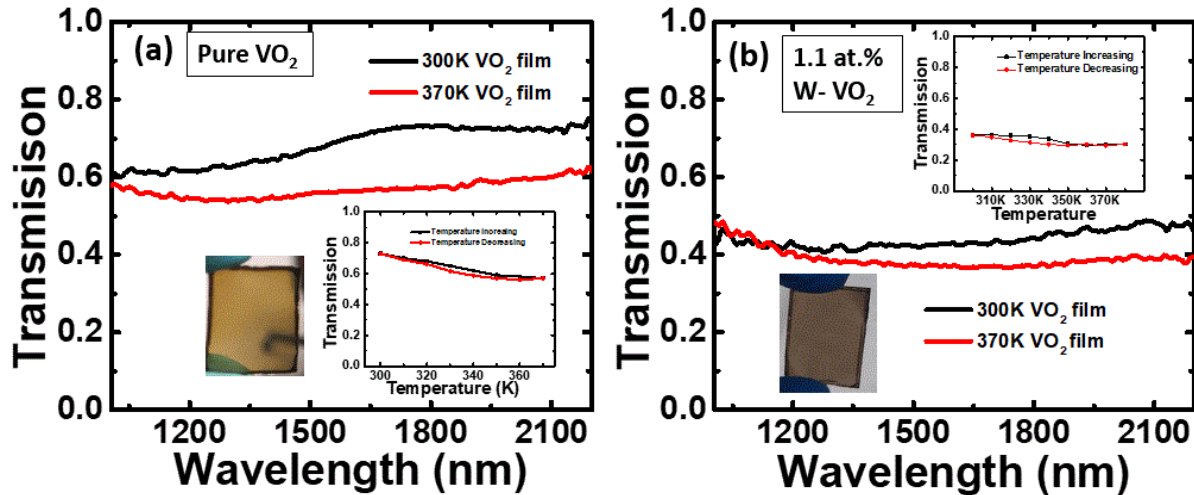 (a)
Pure VO2
300K VO2 film
370K VO2 film
Transmisison
1.0
0.8
0.6
0.4
0.2
0.0
1200
1500
1800
2100
Wavelength (nm)
Transmission
1.0
0.8
0.6
0.4
0.2
0.0
Temperature Increaing
Temperature Decreasing
300
320
340
360
Temperature (K)
(b)
1.1 at.%
W- VO2
300K VO2 film
370K VO2 film
Transmission
1.0
0.8
0.6
0.4
0.2
0.0
1200
1500
1800
2100
Wavelength (nm)
Transmission
1.0
0.8
0.6
0.4
0.2
0.0
Temperature Increasing
Temperature Decreasing
310K
330K
350K
370K
Temperature